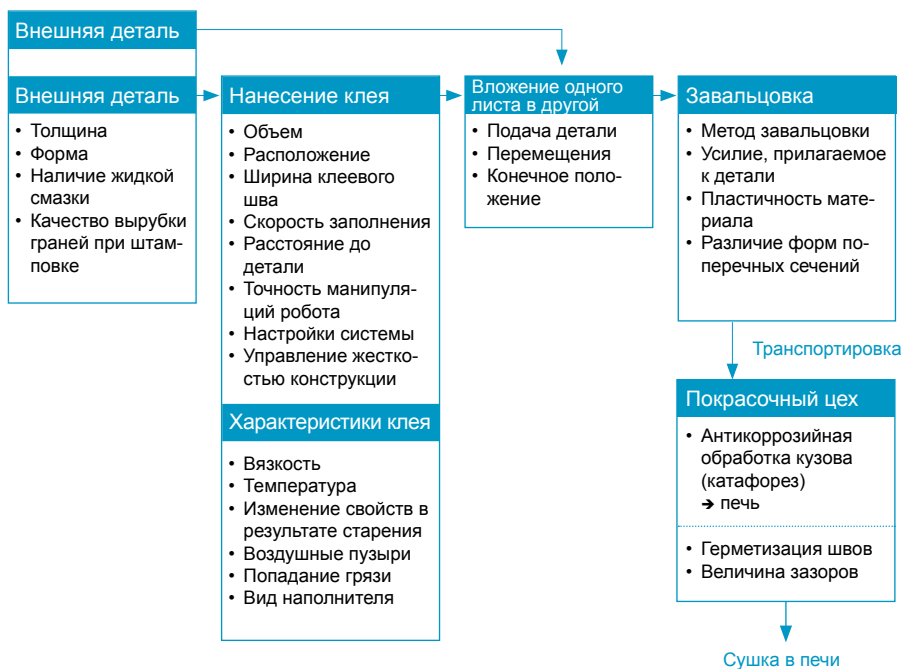 Внешняя деталь
Внешняя деталь
• Толщина
• Форма
• Наличие жидкой
смазки
• Качество вырубки
граней при штам-
повке
Нанесение клея
• Объем
• Расположение
• Ширина клеевого
шва
• Скорость заполнения
• Расстояние до
детали
• Точность манипуля-
ций робота
• Настройки системы
• Управление жестко-
стью конструкции
Характеристики клея
• Вязкость
• Температура
• Изменение свойств в
результате старения
• Воздушные пузыри
• Попадание грязи
• Вид наполнителя
Вложение одного
листа в другой
• Подача детали
• Перемещения
• Конечное поло-
жение
Завальцовка
• Метод завальцовки
• Усилие, прилагаемое
к детали
• Пластичность мате-
риала
• Различие форм по-
перечных сечений
Транспортировка
Покрасочный цех
• Антикоррозийная
обработка кузова
(катафорез)
➔ печь
• Герметизация швов
• Величина зазоров
Сушка в печи